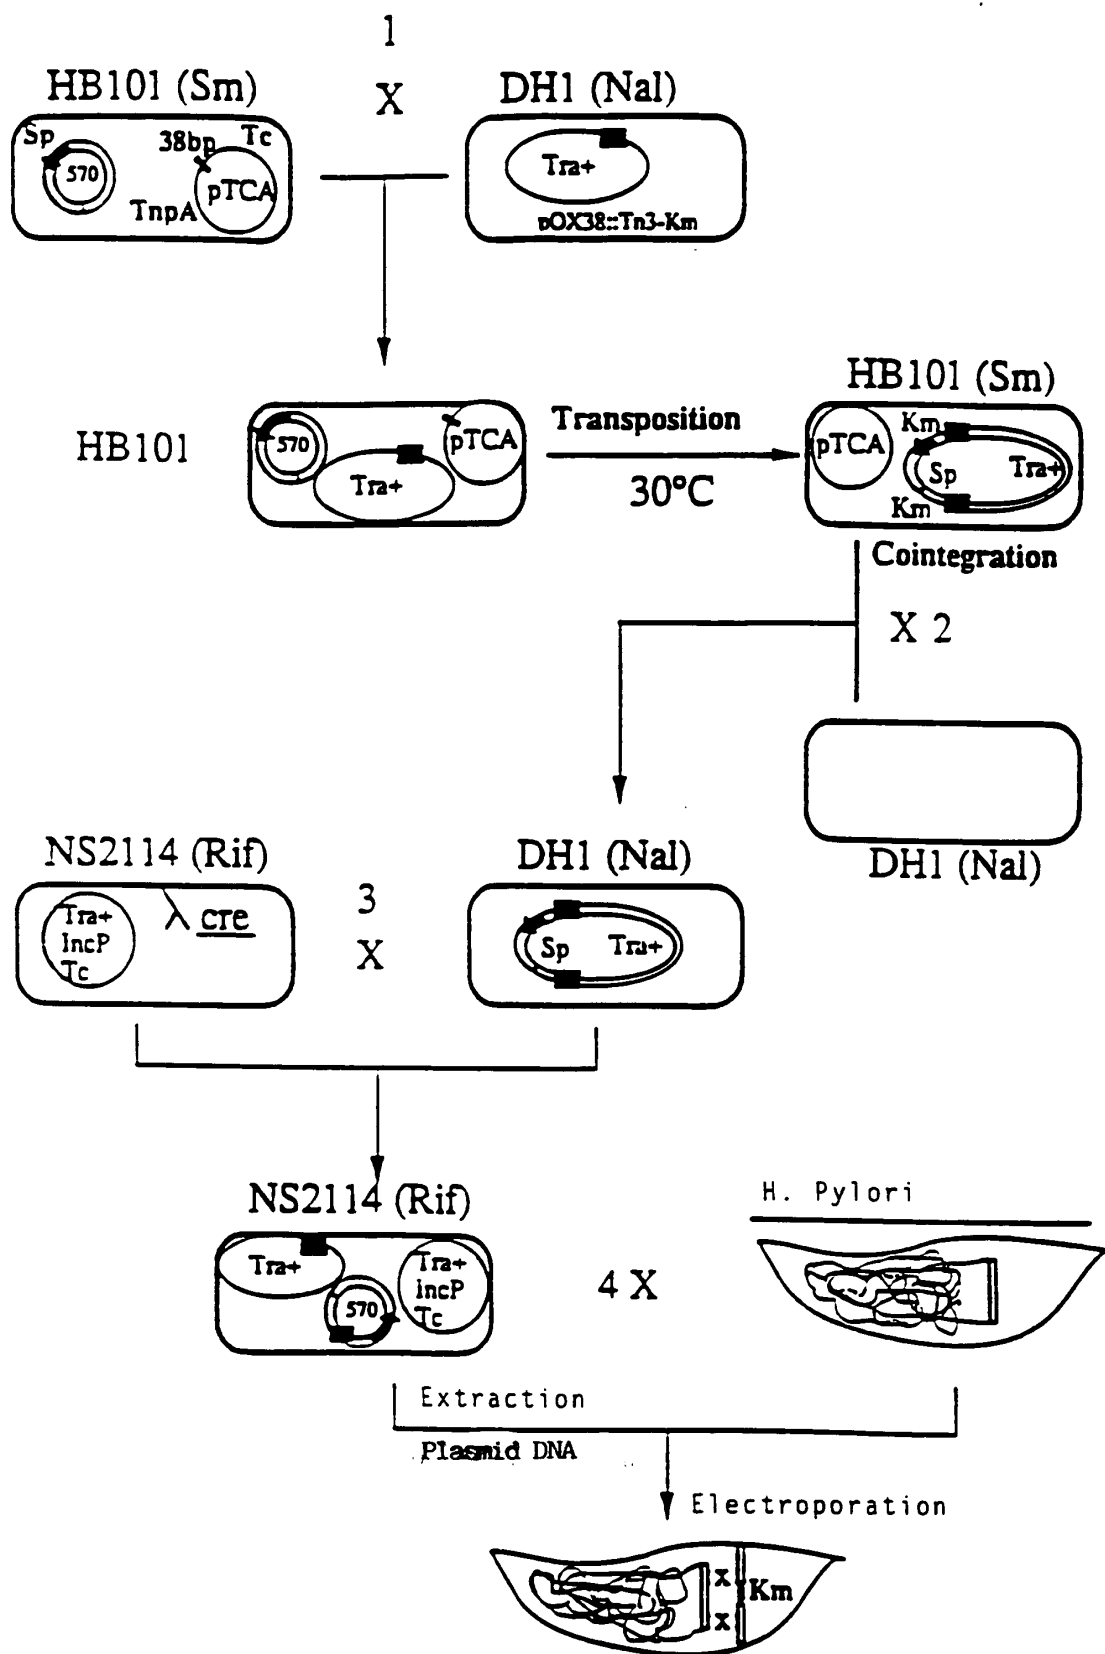 1
HB101 (Sm)
X
DH1 (Nal)
Sp
570
38bp
Tc
pTCA
TnpA
Tra+
pOX38::Tn3-Km
HB101
570
Tra+
pTCA
Transposition
30°C
HB101 (Sm)
pTCA
Km
Sp
Tra+
Km
Cointegration
X 2
DH1 (Nal)
NS2114 (Rif)
Tra+
IncP
Tc
λ cre
3
X
DH1 (Nal)
Sp
Tra+
NS2114 (Rif)
Tra+
570
Tra+
incP
Tc
4 X
H. Pylori
Extraction
Plasmid DNA
Electroporation
X
Km
X